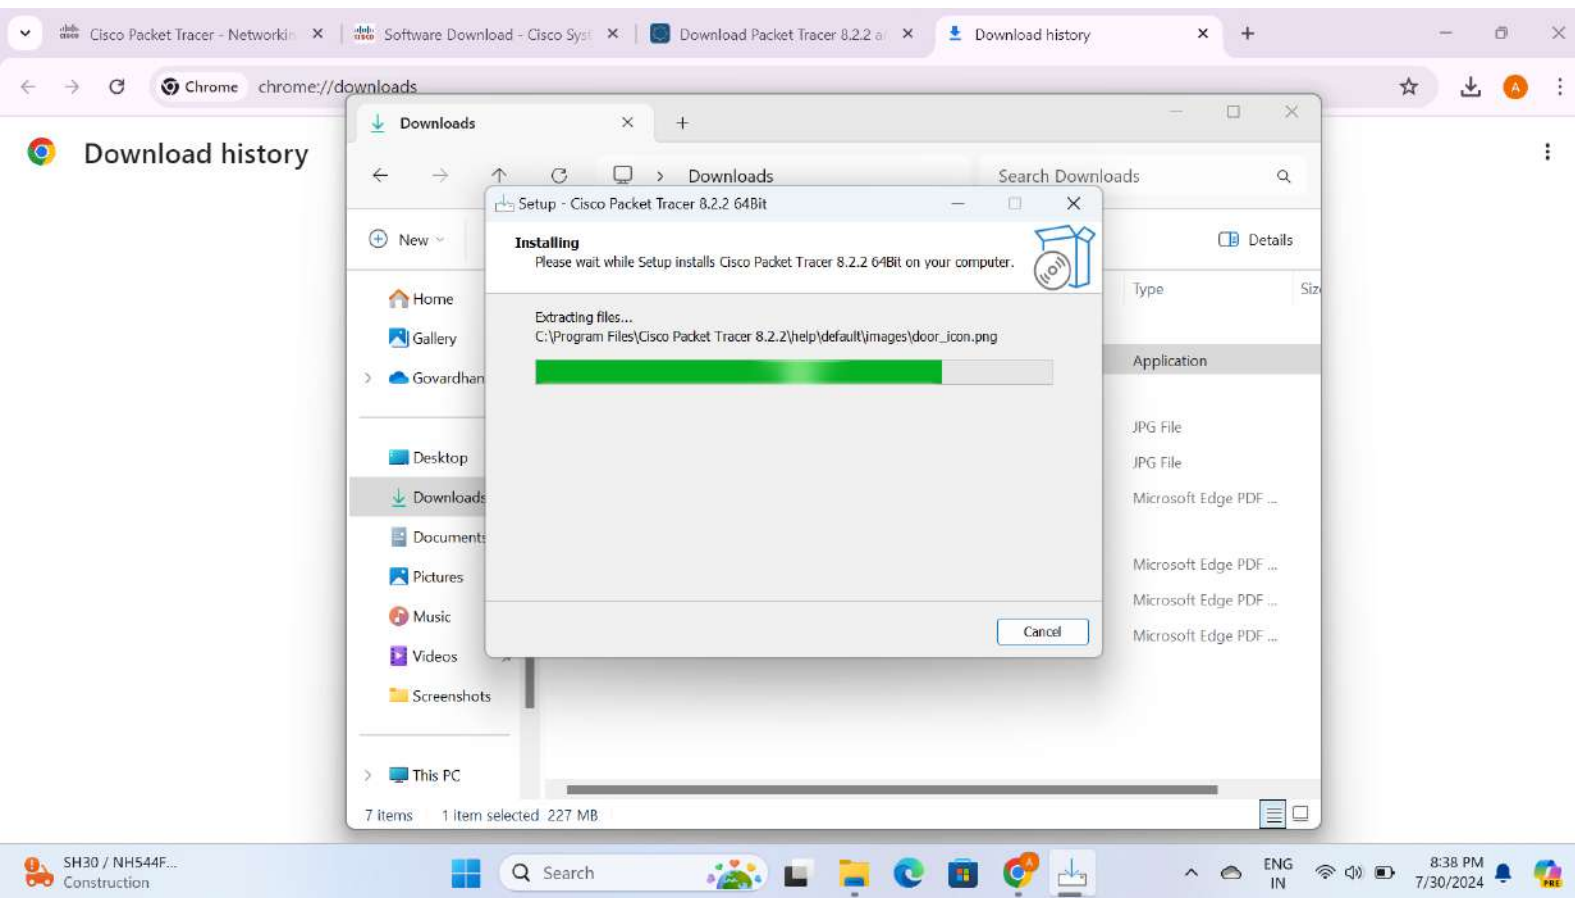 Cisco Packet Tracer - Networkin
Software Download - Cisco Syst
Download Packet Tracer 8.2.2 a
Download history
Chrome
chrome://downloads
Download history
Downloads
Downloads
Search Downloads
New
Details
Setup - Cisco Packet Tracer 8.2.2 64Bit
Installing
Please wait while Setup installs Cisco Packet Tracer 8.2.2 64Bit on your computer.
Extracting files...
C:\Program Files\Cisco Packet Tracer 8.2.2\help\default\images\door_icon.png
Cancel
Home
Gallery
Govardhan
Desktop
Downloads
Documents
Pictures
Music
Videos
Screenshots
This PC
Type
Siz
Application
JPG File
JPG File
Microsoft Edge PDF ...
Microsoft Edge PDF ...
Microsoft Edge PDF ...
Microsoft Edge PDF ...
7 items
1 item selected 227 MB
SH30 / NH544F...
Construction
Search
ENG
IN
8:38 PM
7/30/2024
A
PRE